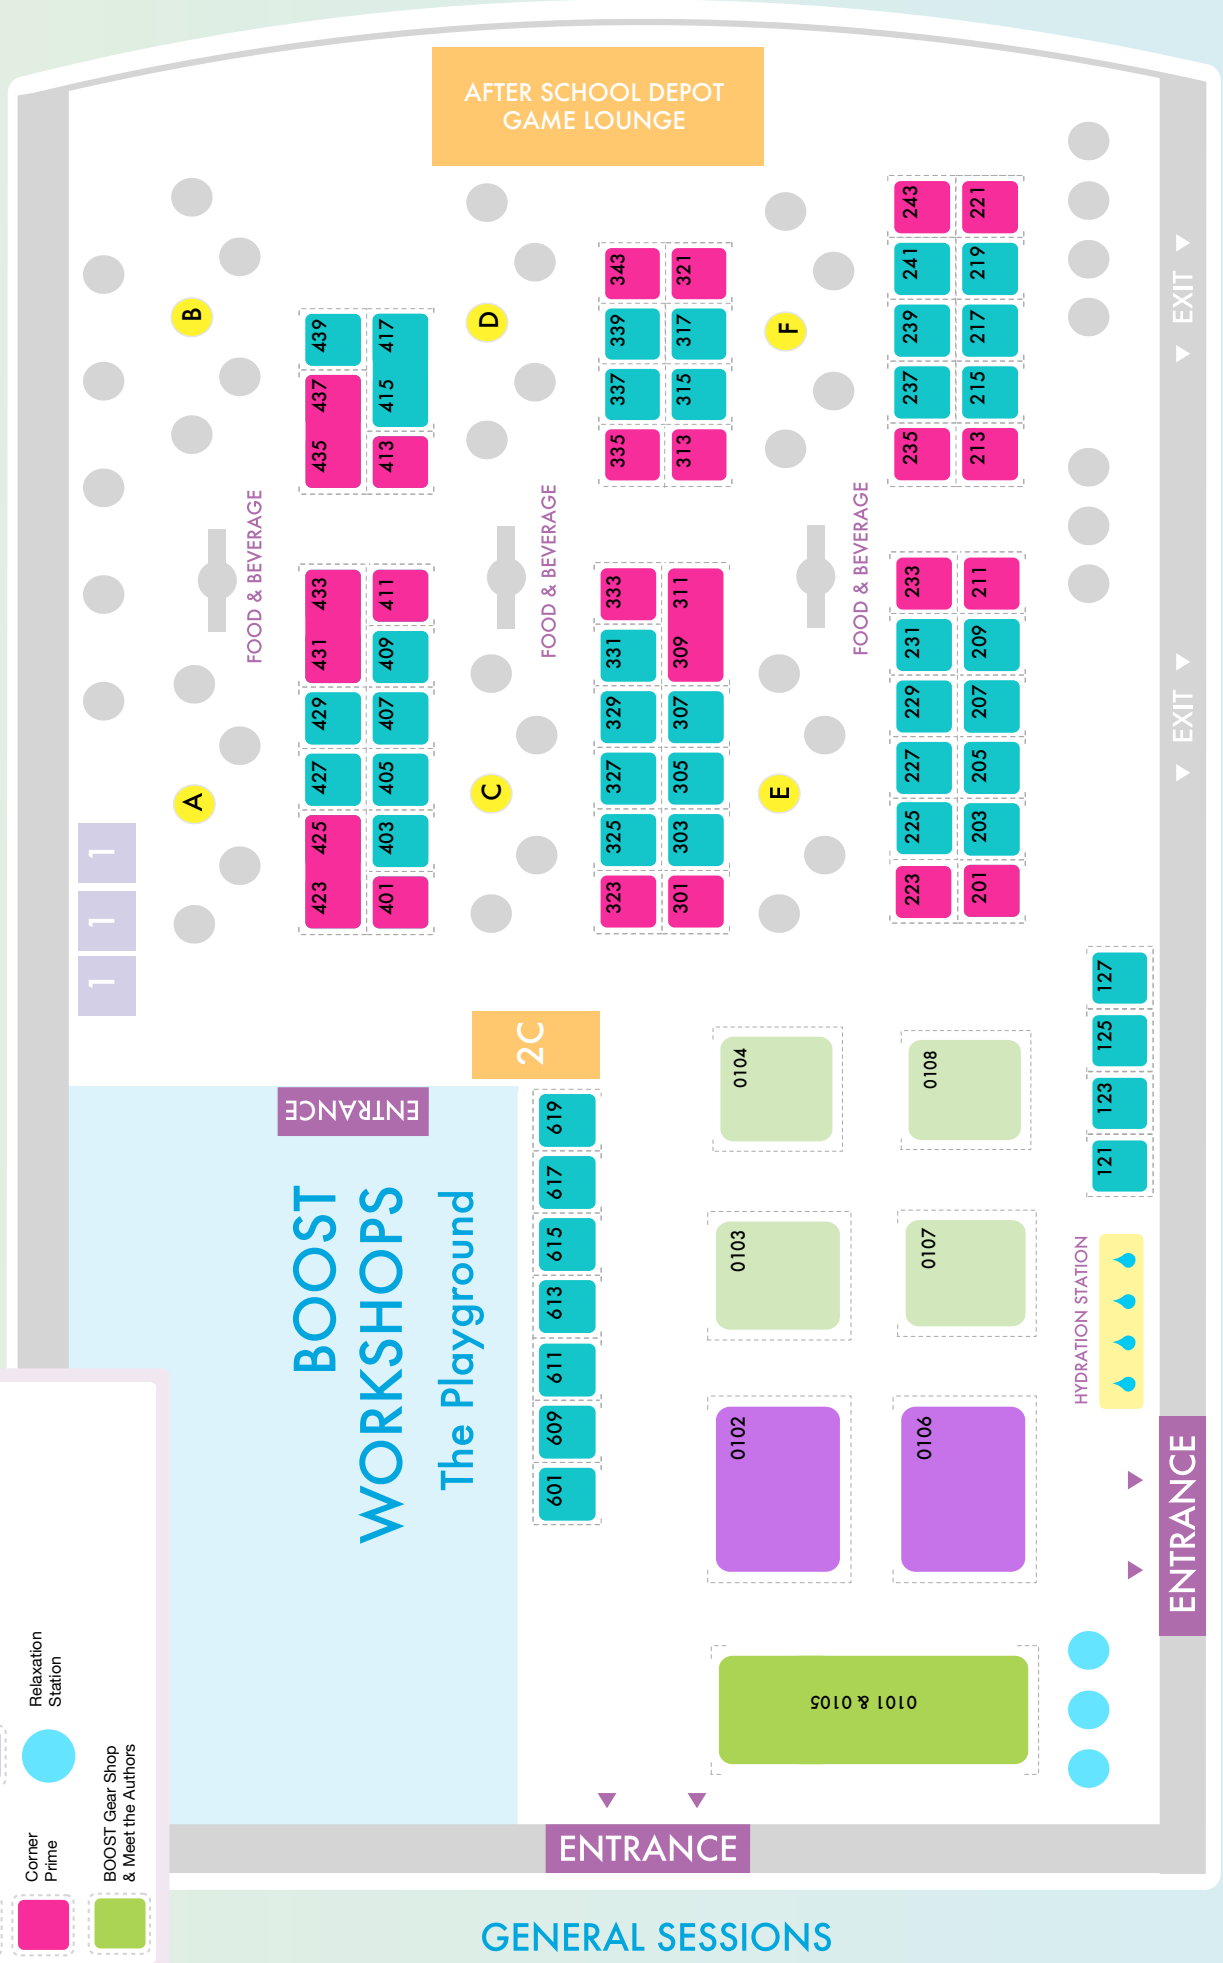 AFTER SCHOOL DEPOT
GAME LOUNGE
243
221
241
219
239
217
237
215
235
213
343
321
339
317
337
315
335
313
439
417
437
415
435
413
B
D
F
EXIT
FOOD & BEVERAGE
FOOD & BEVERAGE
FOOD & BEVERAGE
433
411
431
409
429
407
427
405
425
403
423
401
333
311
331
309
329
307
327
305
325
303
323
301
233
211
231
209
229
207
227
205
225
203
223
201
A
C
E
EXIT
1
1
1
2C
127
125
123
121
0104
0108
0103
0107
0102
0106
0101 & 0105
619
617
615
613
611
609
601
ENTRANCE
BOOST
WORKSHOPS
The Playground
HYDRATION STATION
ENTRANCE
ENTRANCE
Relaxation
Station
Corner
Prime
BOOST Gear Shop
& Meet the Authors
GENERAL SESSIONS